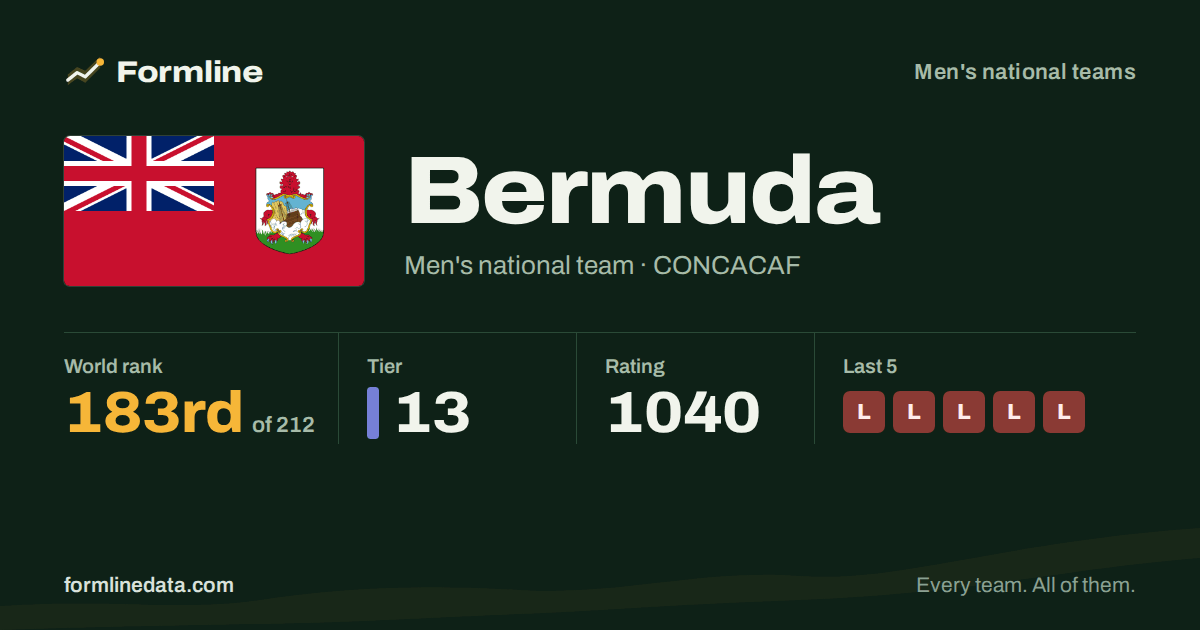 Formline
Men's national teams
Bermuda
Men's national team · CONCACAF
World rank
183rd of 212
Tier
13
Rating
1040
Last 5
L L L L L
formlinedata.com
Every team. All of them.